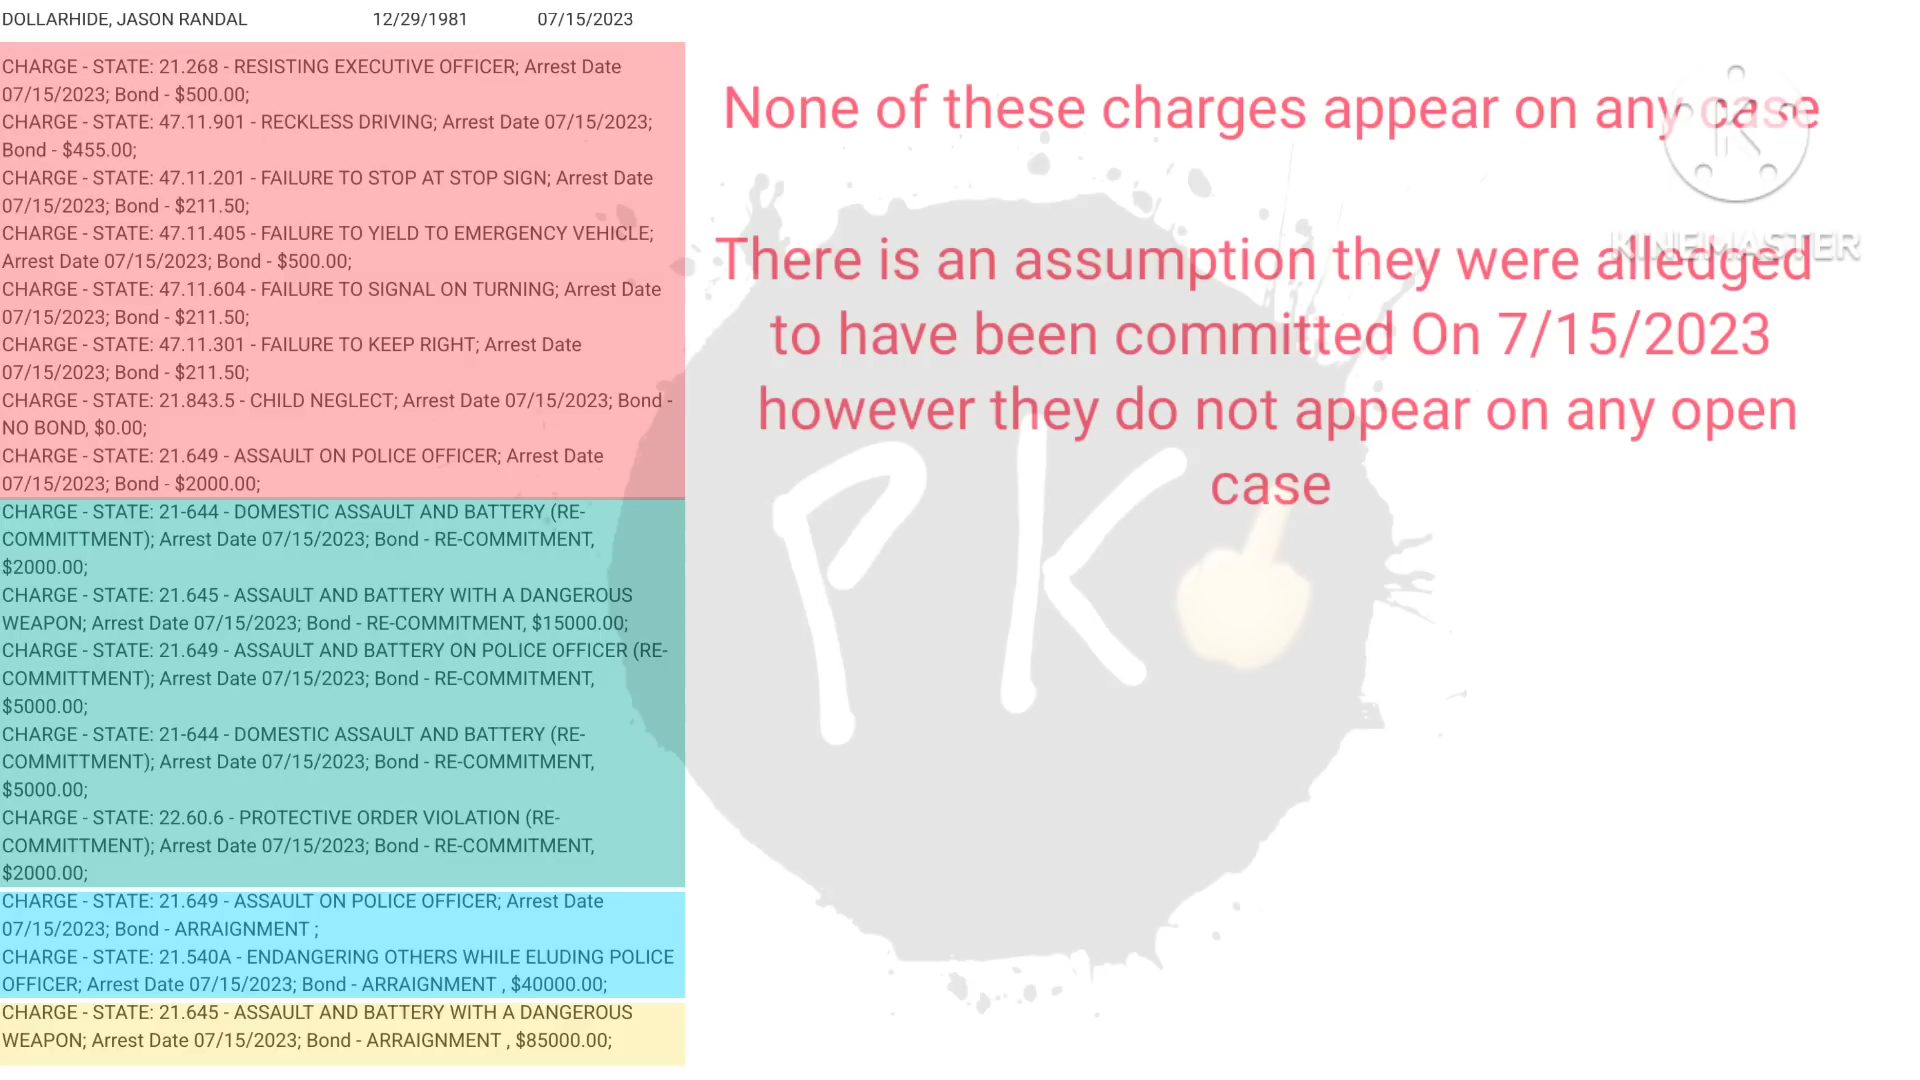 DOLLARHIDE, JASON RANDAL 12/29/1981 07/15/2023
CHARGE - STATE: 21.268 - RESISTING EXECUTIVE OFFICER; Arrest Date
07/15/2023; Bond - $500.00;
CHARGE - STATE: 47.11.901 - RECKLESS DRIVING; Arrest Date 07/15/2023;
Bond - $455.00;
CHARGE - STATE: 47.11.201 - FAILURE TO STOP AT STOP SIGN; Arrest Date
07/15/2023; Bond - $211.50;
CHARGE - STATE: 47.11.405 - FAILURE TO YIELD TO EMERGENCY VEHICLE;
Arrest Date 07/15/2023; Bond - $500.00;
CHARGE - STATE: 47.11.604 - FAILURE TO SIGNAL ON TURNING; Arrest Date
07/15/2023; Bond - $211.50;
CHARGE - STATE: 47.11.301 - FAILURE TO KEEP RIGHT; Arrest Date
07/15/2023; Bond - $211.50;
CHARGE - STATE: 21.843.5 - CHILD NEGLECT; Arrest Date 07/15/2023; Bond -
NO BOND, $0.00;
CHARGE - STATE: 21.649 - ASSAULT ON POLICE OFFICER; Arrest Date
07/15/2023; Bond - $2000.00;
CHARGE - STATE: 21-644 - DOMESTIC ASSAULT AND BATTERY (RE-
COMMITTMENT); Arrest Date 07/15/2023; Bond - RE-COMMITMENT,
$2000.00;
CHARGE - STATE: 21.645 - ASSAULT AND BATTERY WITH A DANGEROUS
WEAPON; Arrest Date 07/15/2023; Bond - RE-COMMITMENT, $15000.00;
CHARGE - STATE: 21.649 - ASSAULT AND BATTERY ON POLICE OFFICER (RE-
COMMITTMENT); Arrest Date 07/15/2023; Bond - RE-COMMITMENT,
$5000.00;
CHARGE - STATE: 21-644 - DOMESTIC ASSAULT AND BATTERY (RE-
COMMITTMENT); Arrest Date 07/15/2023; Bond - RE-COMMITMENT,
$5000.00;
CHARGE - STATE: 22.60.6 - PROTECTIVE ORDER VIOLATION (RE-
COMMITTMENT); Arrest Date 07/15/2023; Bond - RE-COMMITMENT,
$2000.00;
CHARGE - STATE: 21.649 - ASSAULT ON POLICE OFFICER; Arrest Date
07/15/2023; Bond - ARRAIGNMENT ;
CHARGE - STATE: 21.540A - ENDANGERING OTHERS WHILE ELUDING POLICE
OFFICER; Arrest Date 07/15/2023; Bond - ARRAIGNMENT , $40000.00;
CHARGE - STATE: 21.645 - ASSAULT AND BATTERY WITH A DANGEROUS
WEAPON; Arrest Date 07/15/2023; Bond - ARRAIGNMENT , $85000.00;
None of these charges appear on any case
There is an assumption they were alledged
to have been committed On 7/15/2023
however they do not appear on any open
case
K
KINEMASTER
PK